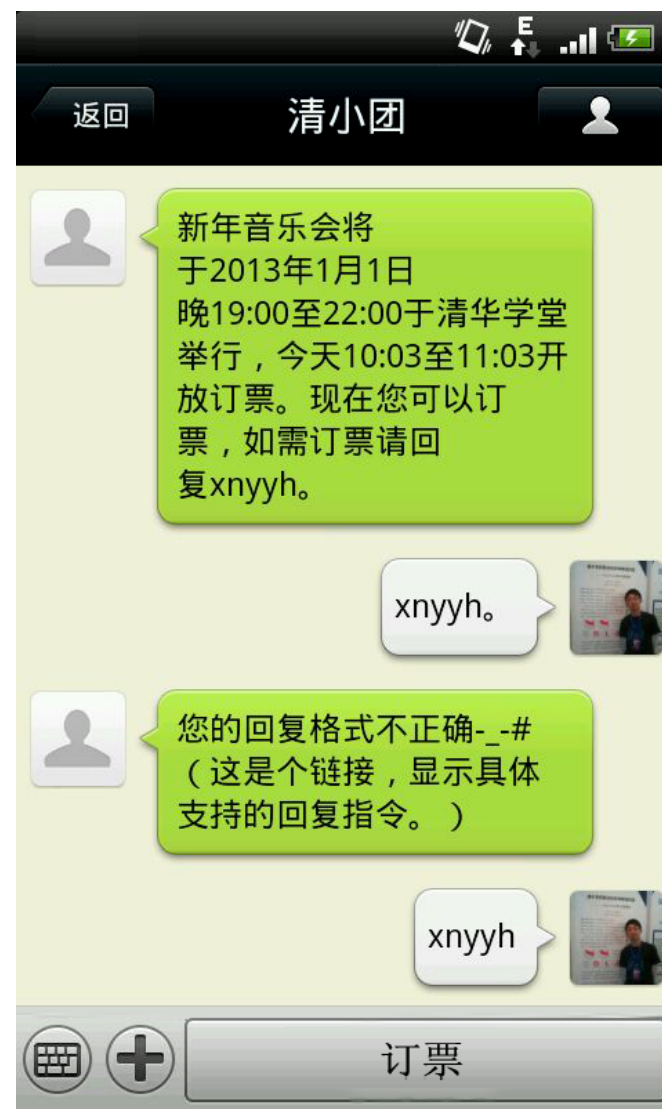 E
返回
清小团
新年音乐会将
于2013年1月1日
晚19:00至22:00于清华学堂
举行，今天10:03至11:03开
放订票。现在您可以订
票，如需订票请回
复xnyyh。
xnyyh。
您的回复格式不正确-_-#
（这是个链接，显示具体
支持的回复指令。）
xnyyh
订票